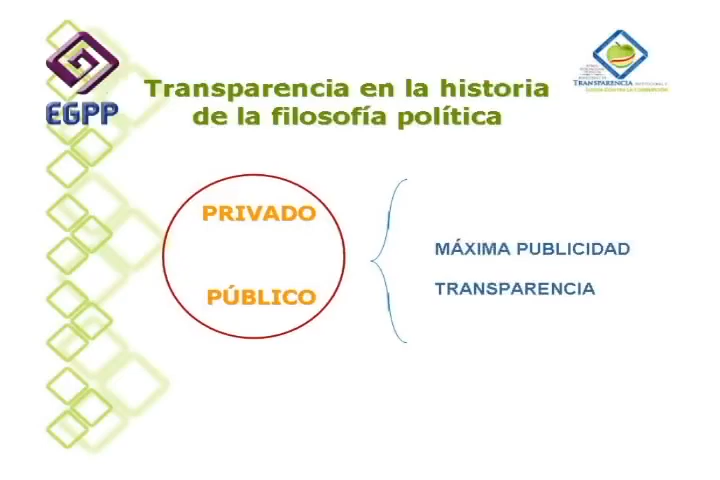 EGPP
Transparencia en la historia
de la filosofía política
TRANSPARENCIA
PRIVADO
PÚBLICO
MÁXIMA PUBLICIDAD
TRANSPARENCIA